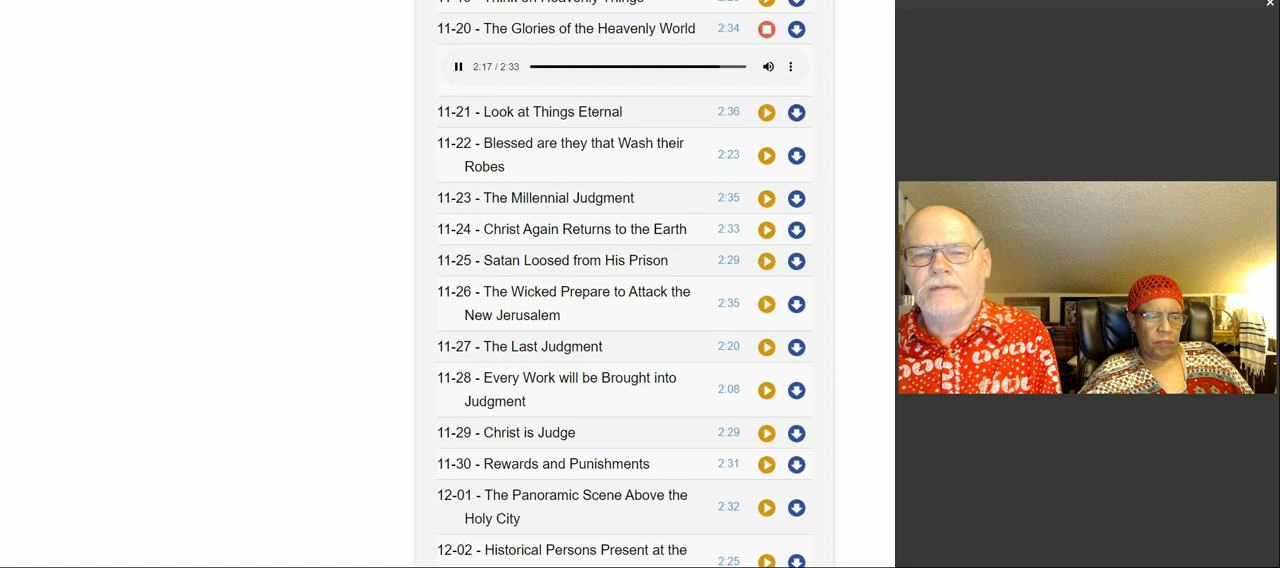 11-20 - The Glories of the Heavenly World 2:34
2:17 / 2:33
11-21 - Look at Things Eternal 2:36
11-22 - Blessed are they that Wash their
Robes 2:23
11-23 - The Millennial Judgment 2:35
11-24 - Christ Again Returns to the Earth 2:33
11-25 - Satan Loosed from His Prison 2:29
11-26 - The Wicked Prepare to Attack the
New Jerusalem 2:35
11-27 - The Last Judgment 2:20
11-28 - Every Work will be Brought into
Judgment 2:08
11-29 - Christ is Judge 2:29
11-30 - Rewards and Punishments 2:31
12-01 - The Panoramic Scene Above the
Holy City 2:32
12-02 - Historical Persons Present at the
2:25